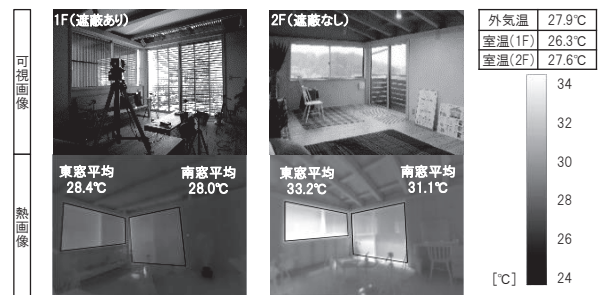 可視画像
1F(遮蔽あり)
2F(遮蔽なし)
外気温 27.9℃
室温(1F) 26.3℃
室温(2F) 27.6℃
熱画像
東窓平均
28.4℃
南窓平均
28.0℃
東窓平均
33.2℃
南窓平均
31.1℃
34
32
30
28
26
[℃] 24